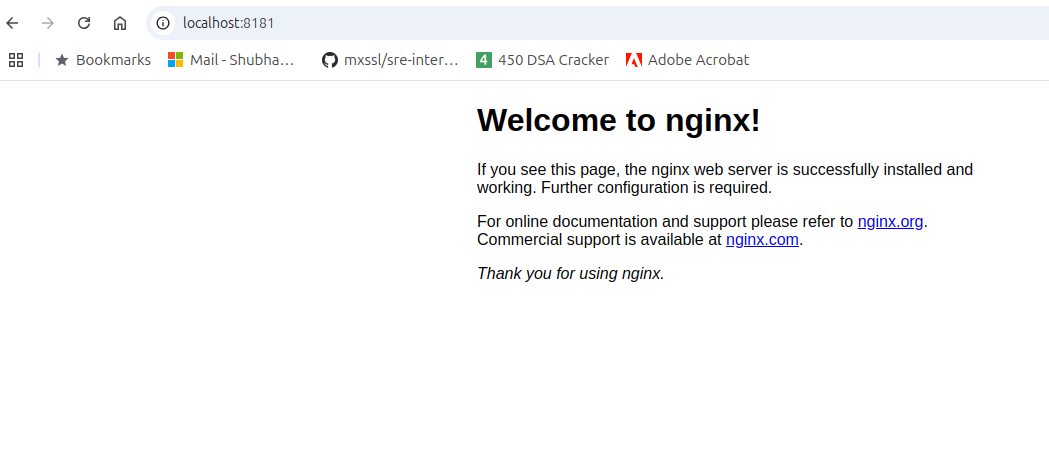 localhost:8181
Bookmarks Mail - Shubha... mxssl/sre-inter... 4 450 DSA Cracker Adobe Acrobat
Welcome to nginx!
If you see this page, the nginx web server is successfully installed and
working. Further configuration is required.
For online documentation and support please refer to nginx.org.
Commercial support is available at nginx.com.
Thank you for using nginx.